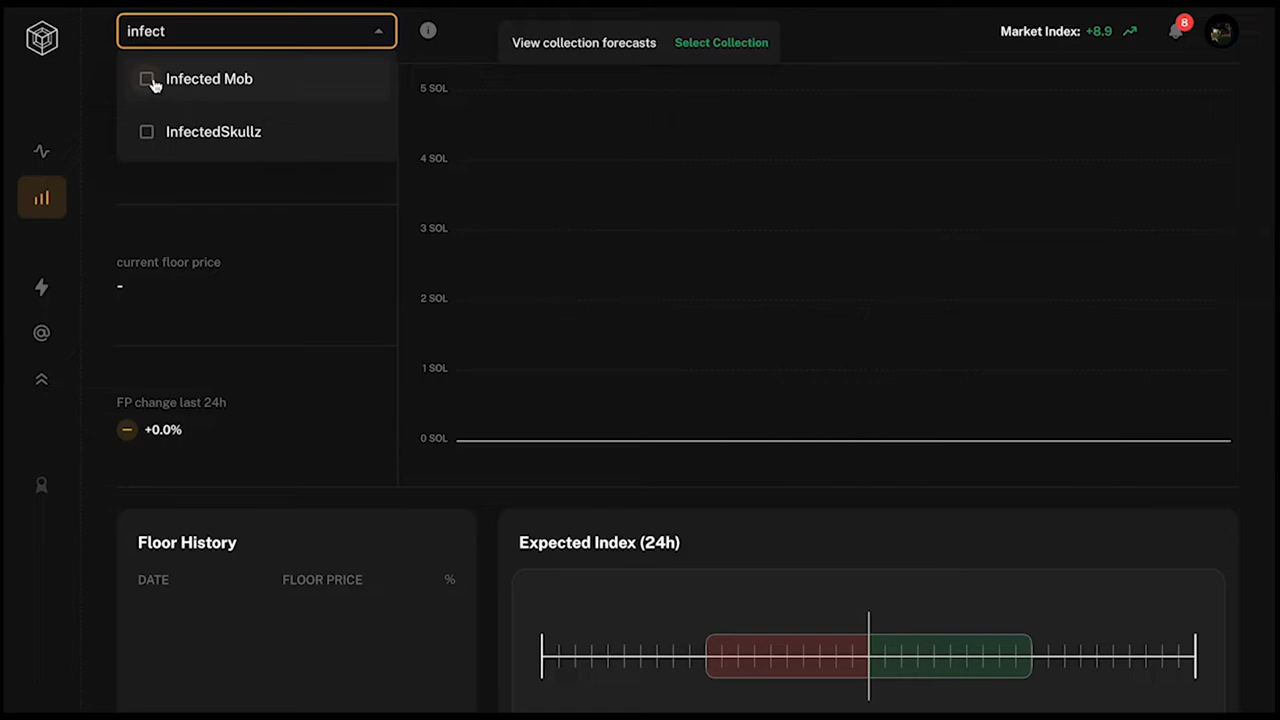 infect
Infected Mob
InfectedSkullz
current floor price
-
FP change last 24h
+0.0%
View collection forecasts Select Collection
Market Index: +8.9
8
5 SOL
4 SOL
3 SOL
2 SOL
1 SOL
0 SOL
Floor History
DATE FLOOR PRICE %
Expected Index (24h)